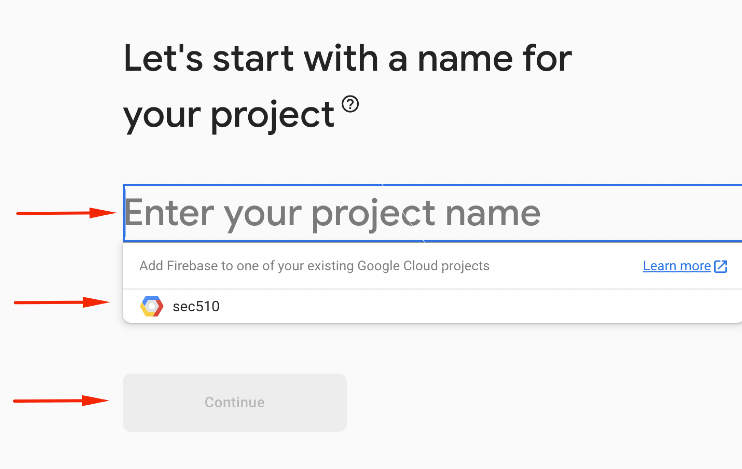 Let's start with a name for
your project
Enter your project name
Add Firebase to one of your existing Google Cloud projects Learn more
sec510
Continue